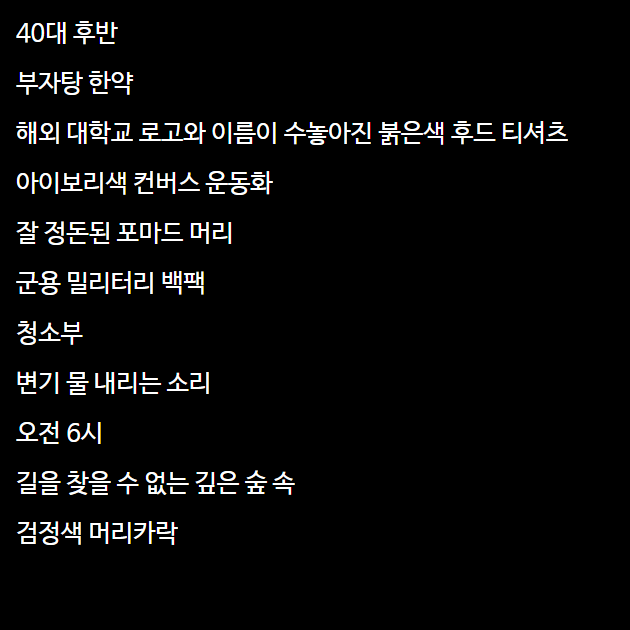 40대 후반
부자탕 한약
해외 대학교 로고와 이름이 수놓아진 붉은색 후드 티셔츠
아이보리색 컨버스 운동화
잘 정돈된 포마드 머리
군용 밀리터리 백팩
청소부
변기 물 내리는 소리
오전 6시
길을 찾을 수 없는 깊은 숲 속
검정색 머리카락